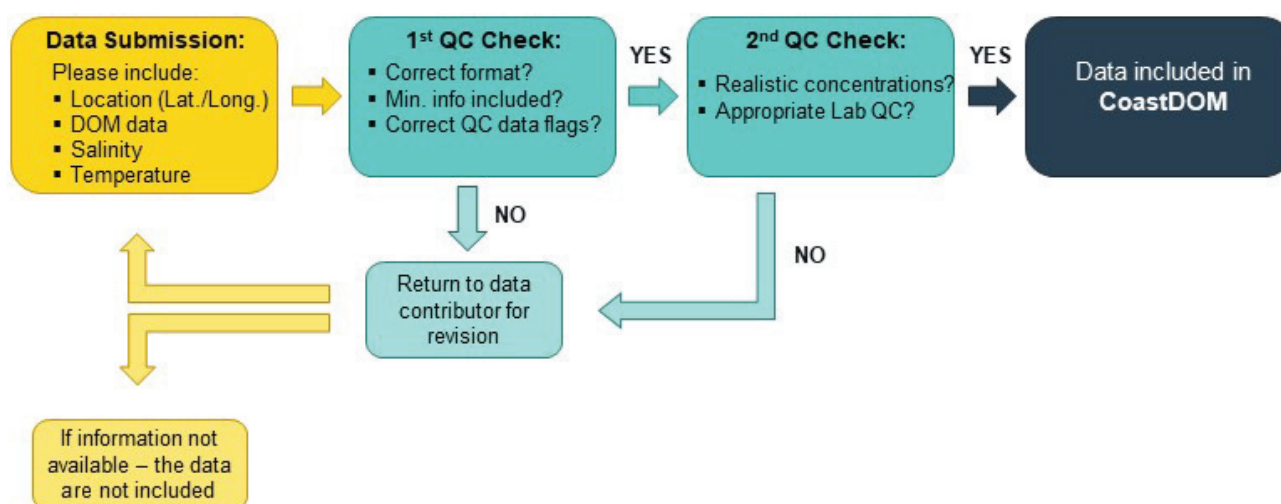 Data Submission:
Please include:
▪ Location (Lat./Long.)
▪ DOM data
▪ Salinity
▪ Temperature
1st QC Check:
▪ Correct format?
▪ Min. info included?
▪ Correct QC data flags?
YES
2nd QC Check:
▪ Realistic concentrations?
▪ Appropriate Lab QC?
YES
Data included in
CoastDOM
NO
NO
Return to data
contributor for
revision
If information not
available – the data
are not included